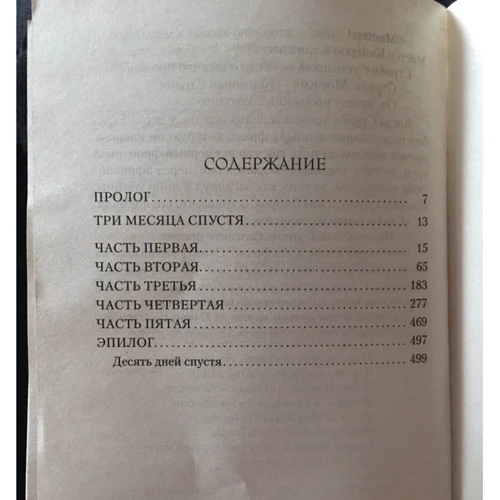 СОДЕРЖАНИЕ
ПРОЛОГ 7
ТРИ МЕСЯЦА СПУСТЯ 13
ЧАСТЬ ПЕРВАЯ 15
ЧАСТЬ ВТОРАЯ 65
ЧАСТЬ ТРЕТЬЯ 183
ЧАСТЬ ЧЕТВЕРТАЯ 277
ЧАСТЬ ПЯТАЯ 469
ЭПИЛОГ 497
Десять дней спустя 499